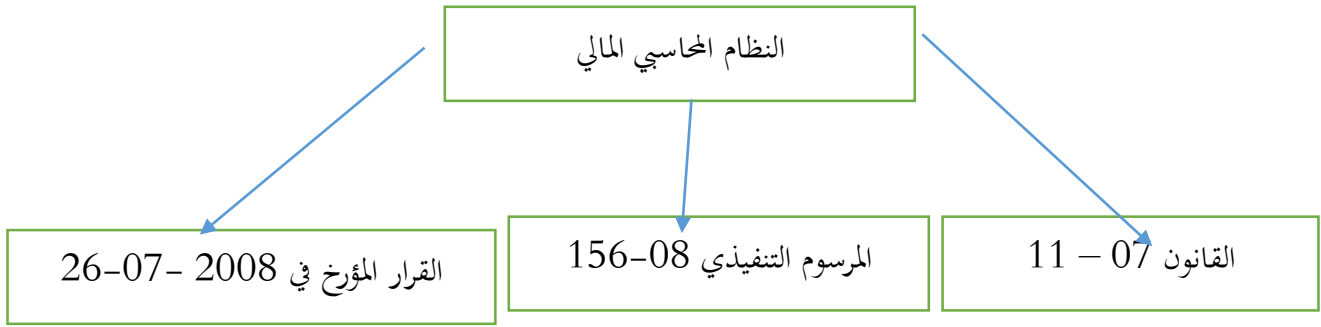 النظام المحاسبي المالي
القانون 07 – 11
المرسوم التنفيذي 08-156
القرار المؤرخ في 2008 -07-26